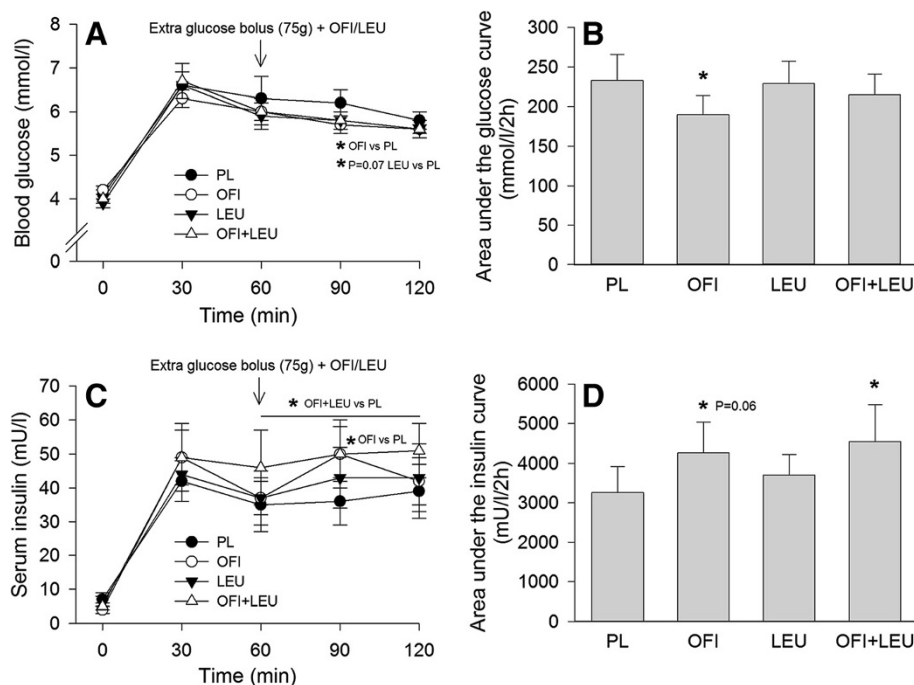 A
Extra glucose bolus (75g) + OFI/LEU
Blood glucose (mmol/l)
8
7
6
5
4
0
* OFI vs PL
* P=0.07 LEU vs PL
PL
OFI
LEU
OFI+LEU
0 30 60 90 120
Time (min)
B
Area under the glucose curve
(mmol/l/2h)
300
250
200
150
100
50
0
*
PL OFI LEU OFI+LEU
C
Extra glucose bolus (75g) + OFI/LEU
Serum insulin (mU/l)
70
60
50
40
30
20
10
0
* OFI+LEU vs PL
* OFI vs PL
PL
OFI
LEU
OFI+LEU
0 30 60 90 120
Time (min)
D
Area under the insulin curve
(mU/l/2h)
6000
5000
4000
3000
2000
1000
0
* P=0.06
*
PL OFI LEU OFI+LEU